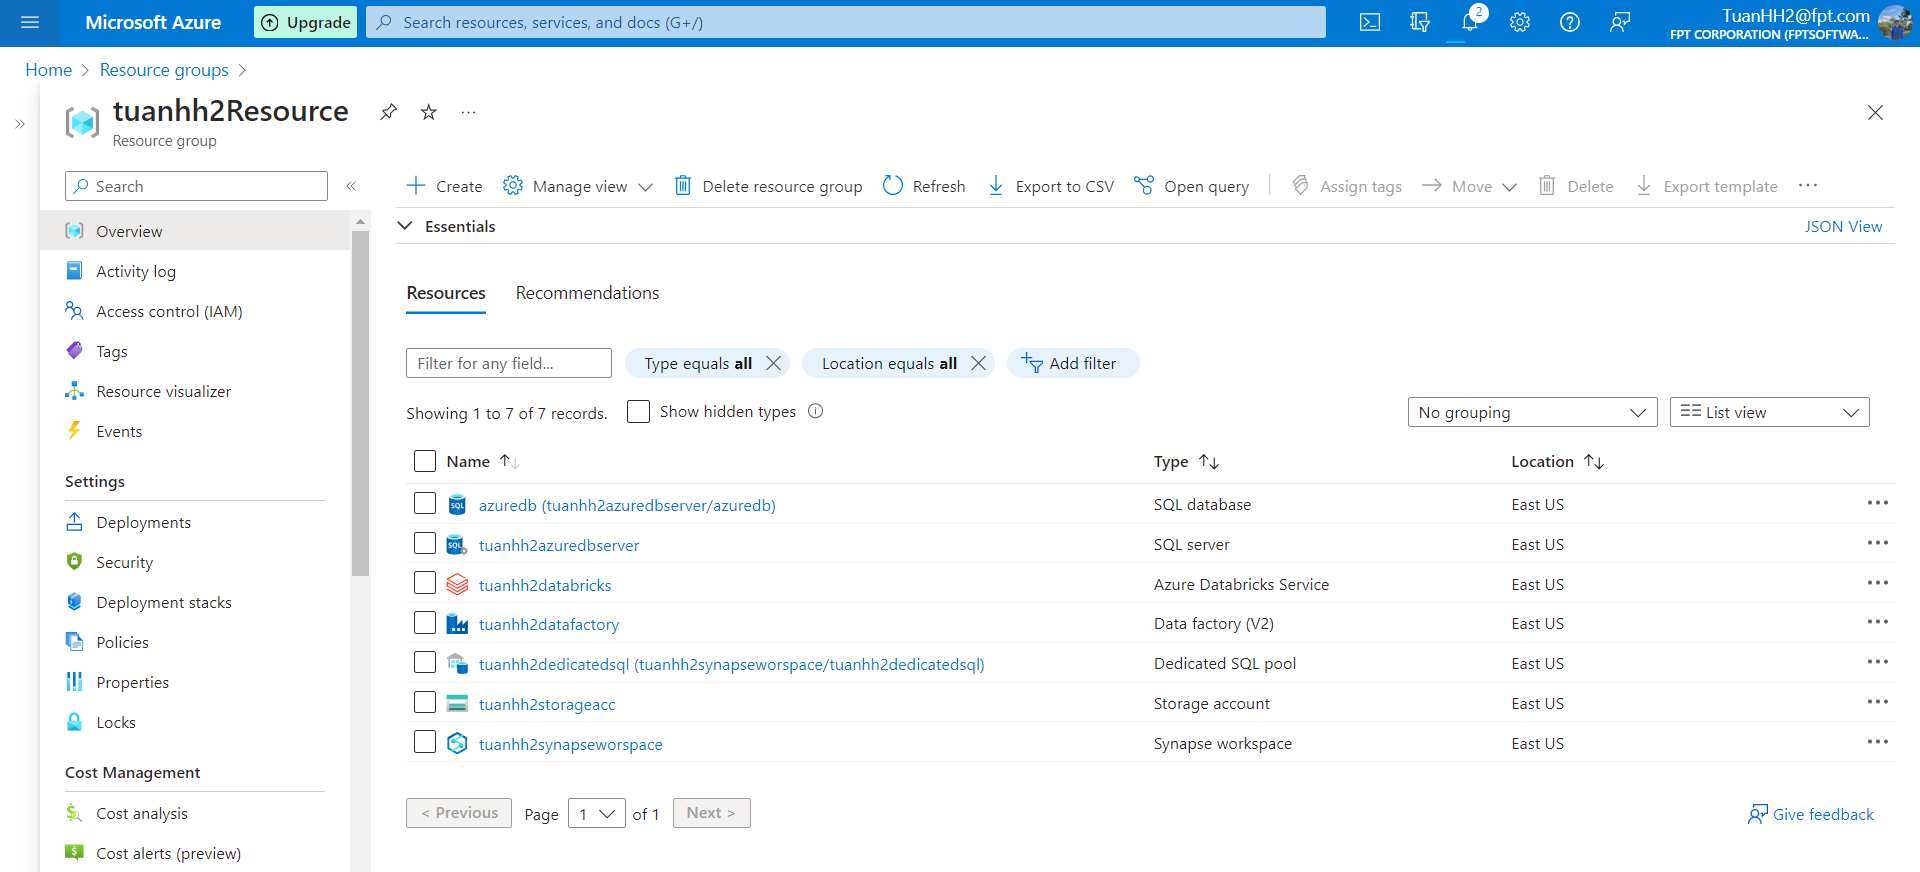 Microsoft Azure
Upgrade
Search resources, services, and docs (G+/)
2
TuanHH2@fpt.com
FPT CORPORATION (FPTSOFTWA...
Home > Resource groups >
tuanhh2Resource
Resource group
Search
Overview
Activity log
Access control (IAM)
Tags
Resource visualizer
Events
Settings
Deployments
Security
Deployment stacks
Policies
Properties
Locks
Cost Management
Cost analysis
Cost alerts (preview)
Create Manage view Delete resource group Refresh Export to CSV Open query Assign tags Move Delete Export template
Essentials JSON View
Resources Recommendations
Filter for any field... Type equals all Location equals all Add filter
Showing 1 to 7 of 7 records. Show hidden types No grouping List view
Name Type Location
azuredb (tuanhh2azuredbserver/azuredb) SQL database East US
tuanhh2azuredbserver SQL server East US
tuanhh2databricks Azure Databricks Service East US
tuanhh2datafactory Data factory (V2) East US
tuanhh2dedicatedsql (tuanhh2synapseworspace/tuanhh2dedicatedsql) Dedicated SQL pool East US
tuanhh2storageacc Storage account East US
tuanhh2synapseworspace Synapse workspace East US
< Previous Page 1 of 1 Next >
Give feedback